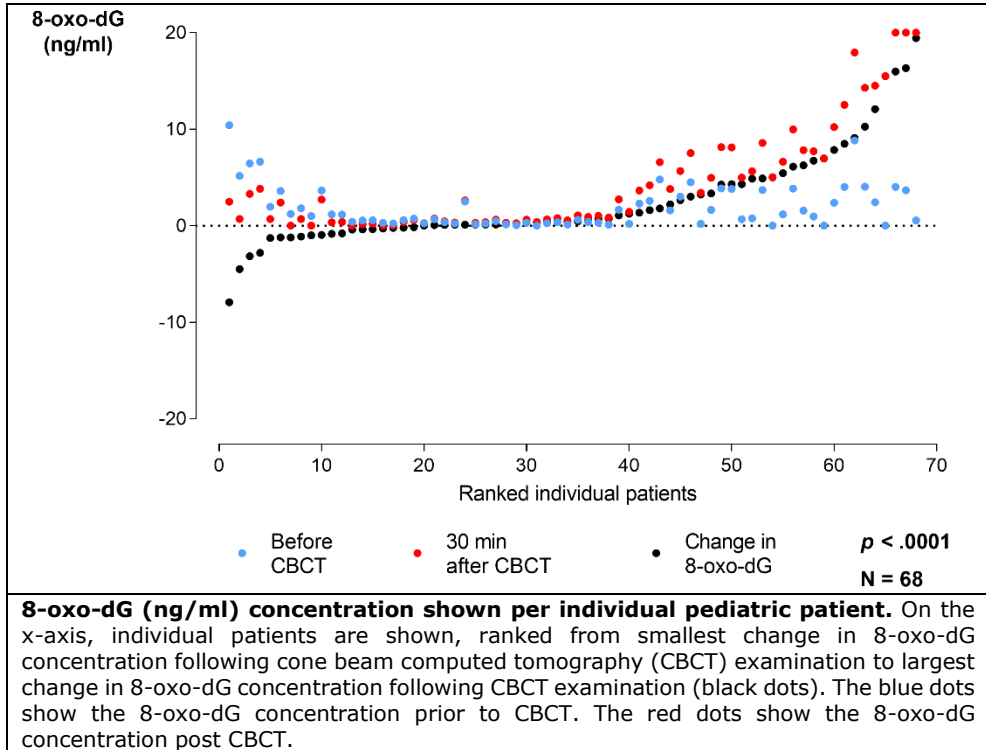 8-oxo-dG
(ng/ml)
20
10
0
-10
-20
0 10 20 30 40 50 60 70
Ranked individual patients
Before CBCT
30 min after CBCT
Change in 8-oxo-dG
p < .0001
N = 68
8-oxo-dG (ng/ml) concentration shown per individual pediatric patient. On the
x-axis, individual patients are shown, ranked from smallest change in 8-oxo-dG
concentration following cone beam computed tomography (CBCT) examination to largest
change in 8-oxo-dG concentration following CBCT examination (black dots). The blue dots
show the 8-oxo-dG concentration prior to CBCT. The red dots show the 8-oxo-dG
concentration post CBCT.